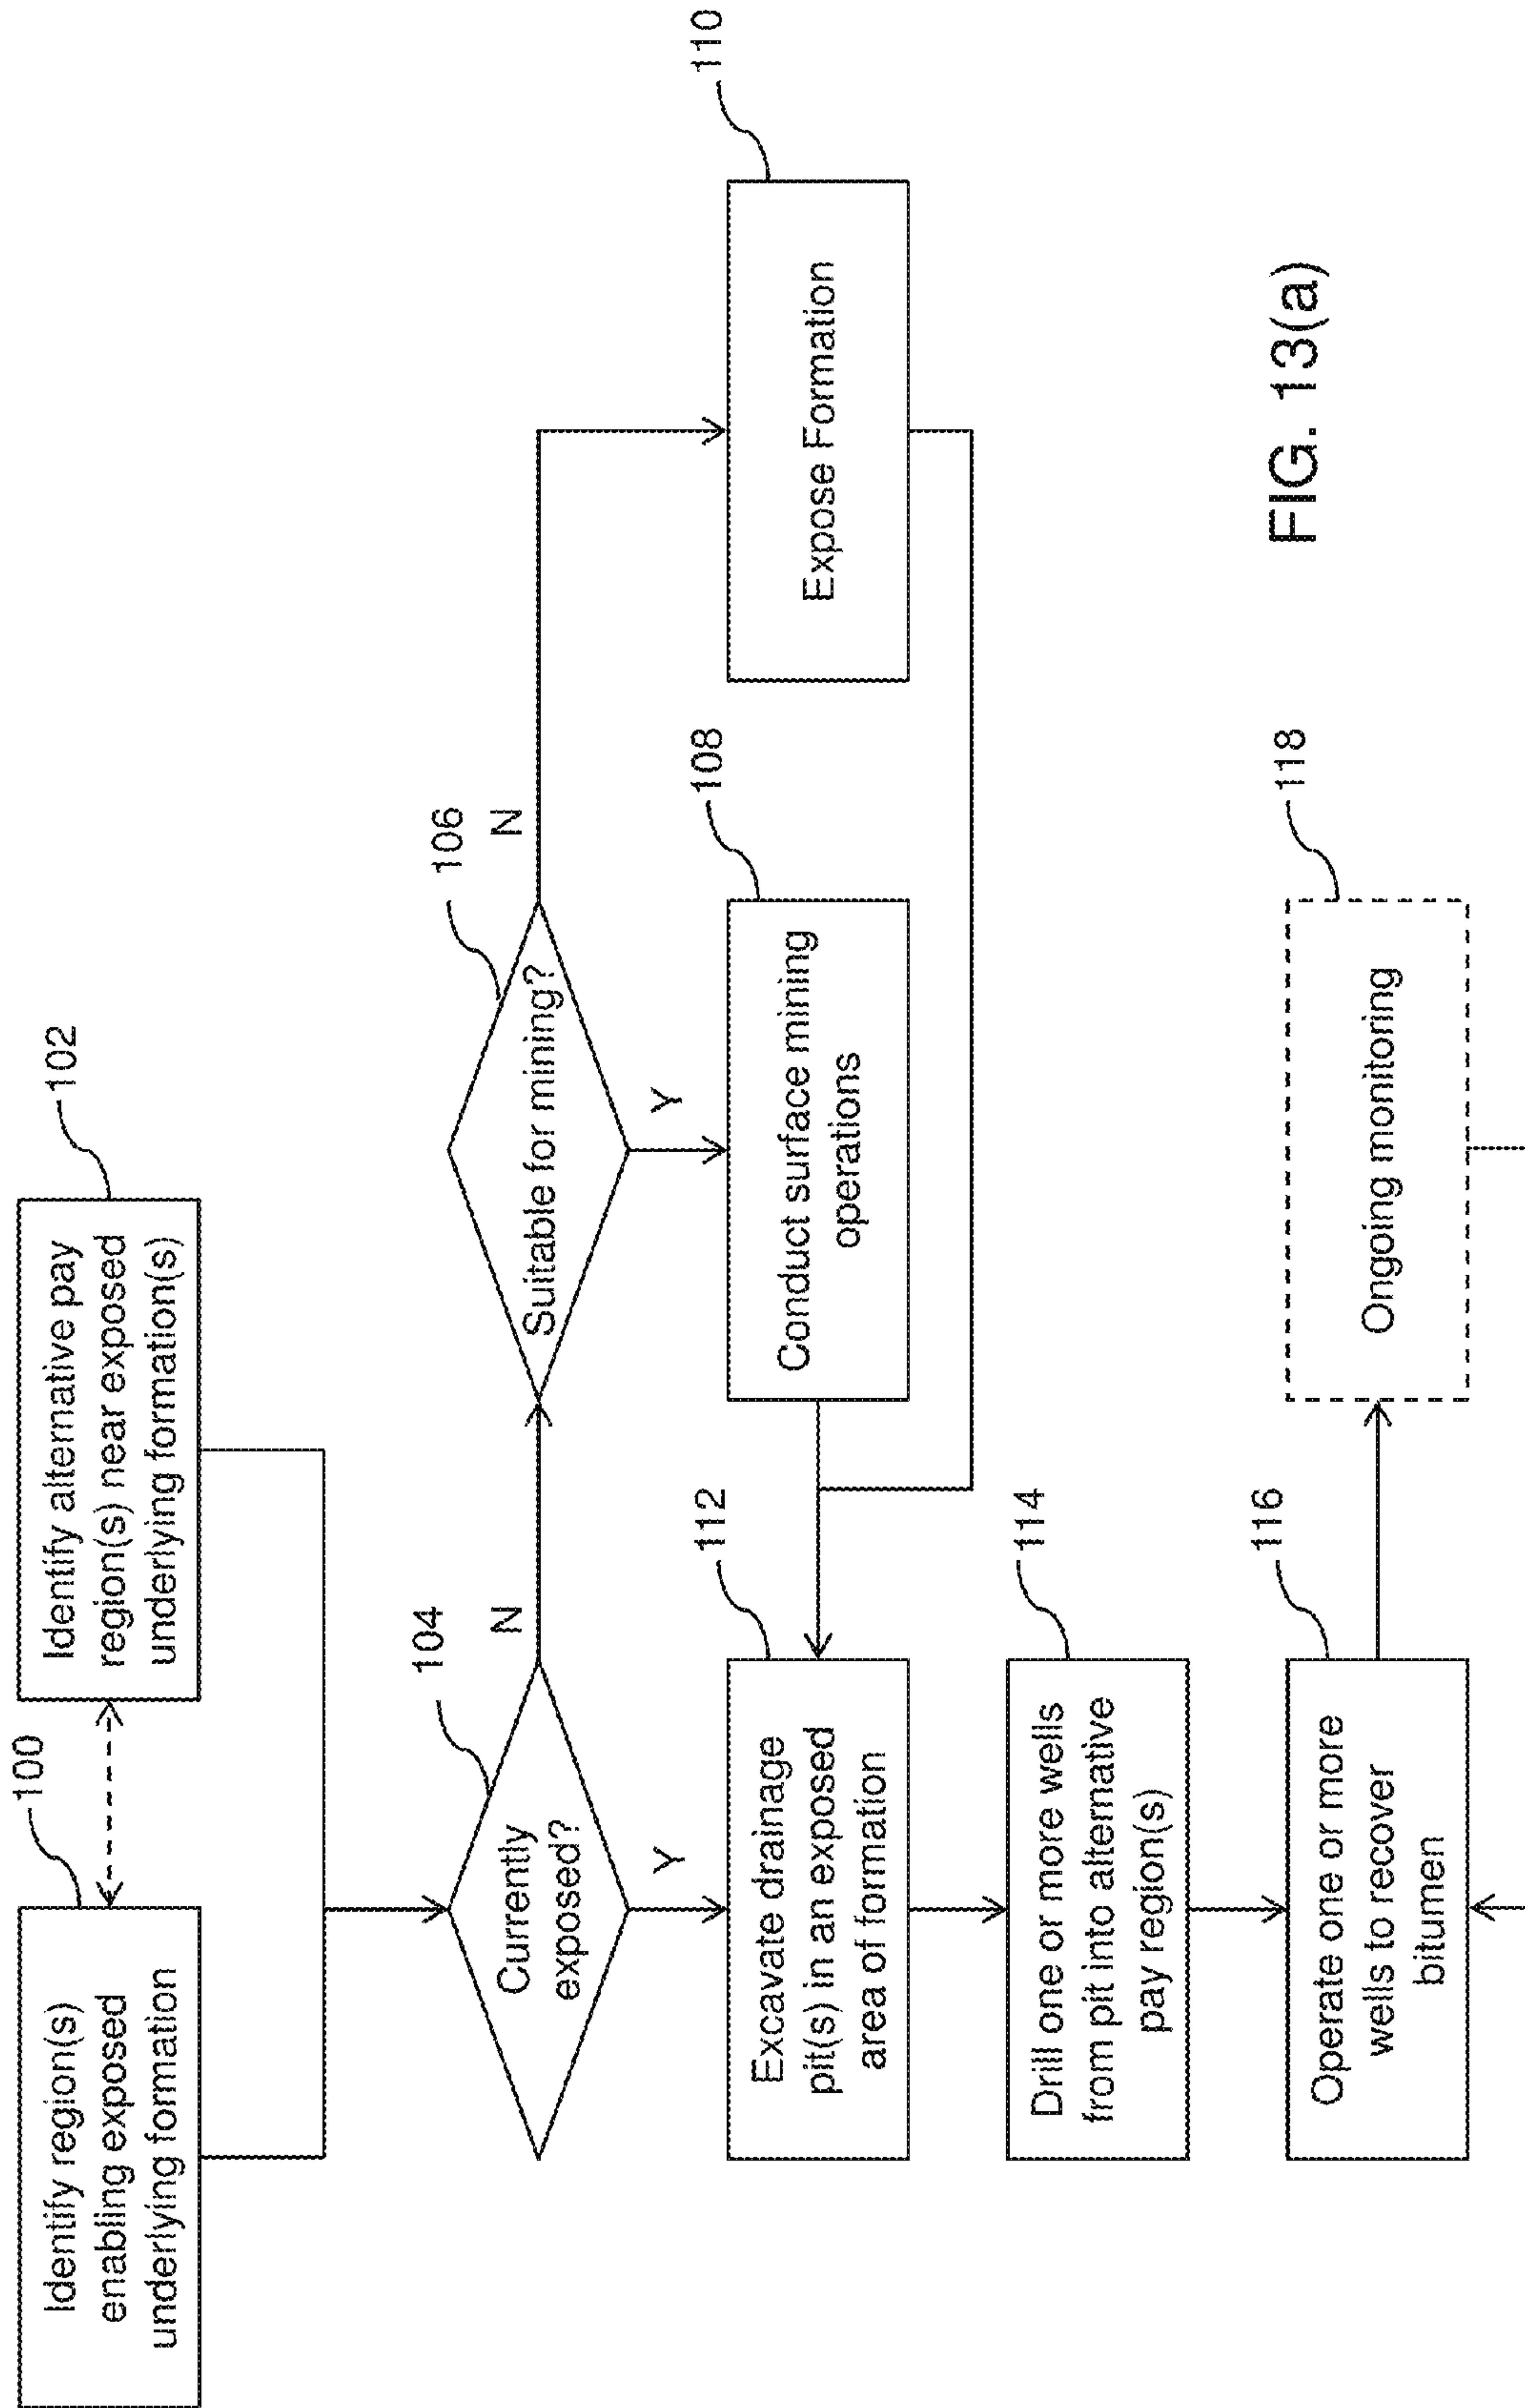 100
Identify region(s)
enabling exposed
underlying formation
102
Identify alternative pay
region(s) near exposed
underlying formation(s)
104
Currently
exposed?
N
Y
106
Suitable for mining?
N
Y
108
Conduct surface mining
operations
110
Expose Formation
112
Excavate drainage
pit(s) in an exposed
area of formation
114
Drill one or more wells
from pit into alternative
pay region(s)
116
Operate one or more
wells to recover
bitumen
118
Ongoing monitoring
FIG. 13(a)